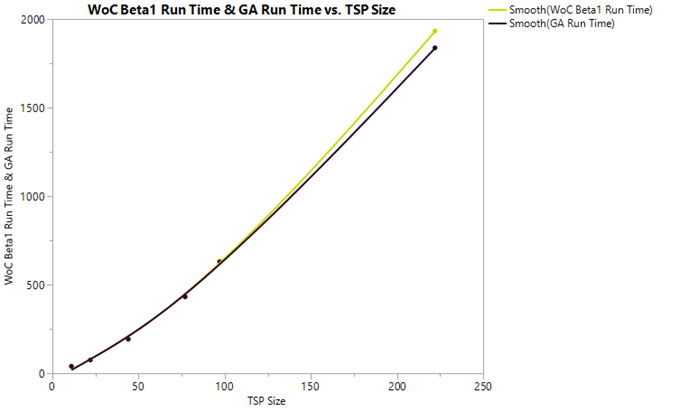 WoC Beta1 Run Time & GA Run Time vs. TSP Size
Smooth(WoC Beta1 Run Time)
Smooth(GA Run Time)
WoC Beta1 Run Time & GA Run Time
2000
1500
1000
500
0
0 50 100 150 200 250
TSP Size